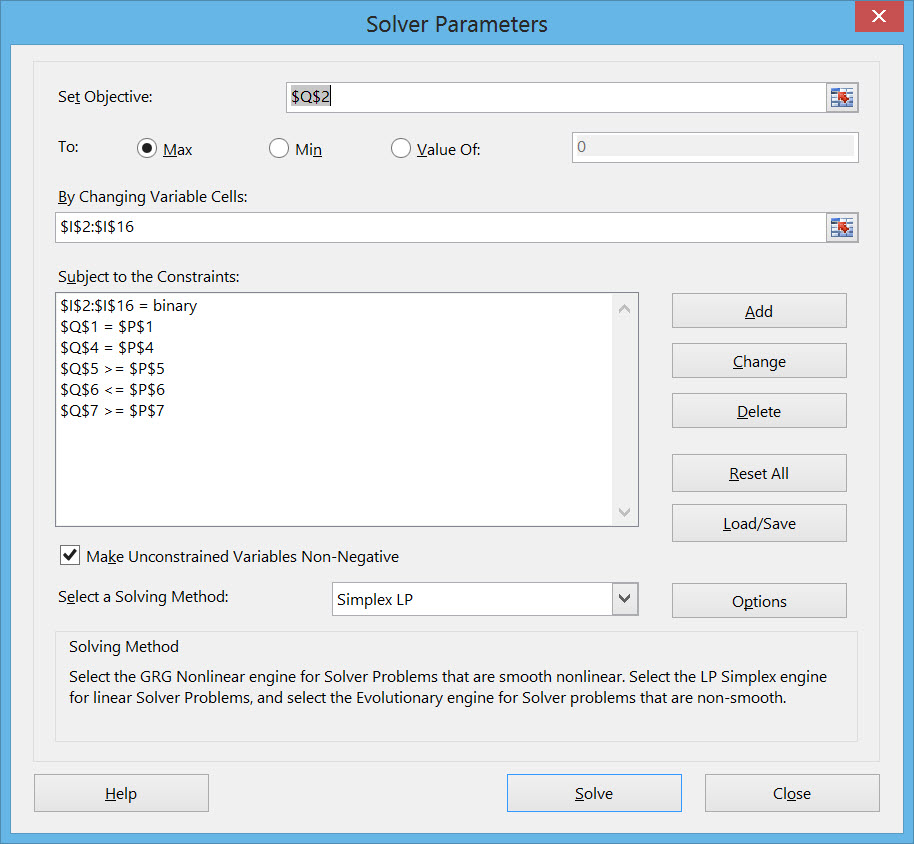 Solver Parameters
Set Objective:
$Q$2
To:
Max
Min
Value Of:
0
By Changing Variable Cells:
$I$2:$I$16
Subject to the Constraints:
$I$2:$I$16 = binary
$Q$1 = $P$1
$Q$4 = $P$4
$Q$5 >= $P$5
$Q$6 <= $P$6
$Q$7 >= $P$7
Add
Change
Delete
Reset All
Load/Save
Make Unconstrained Variables Non-Negative
Select a Solving Method:
Simplex LP
Options
Solving Method
Select the GRG Nonlinear engine for Solver Problems that are smooth nonlinear. Select the LP Simplex engine
for linear Solver Problems, and select the Evolutionary engine for Solver problems that are non-smooth.
Help
Solve
Close